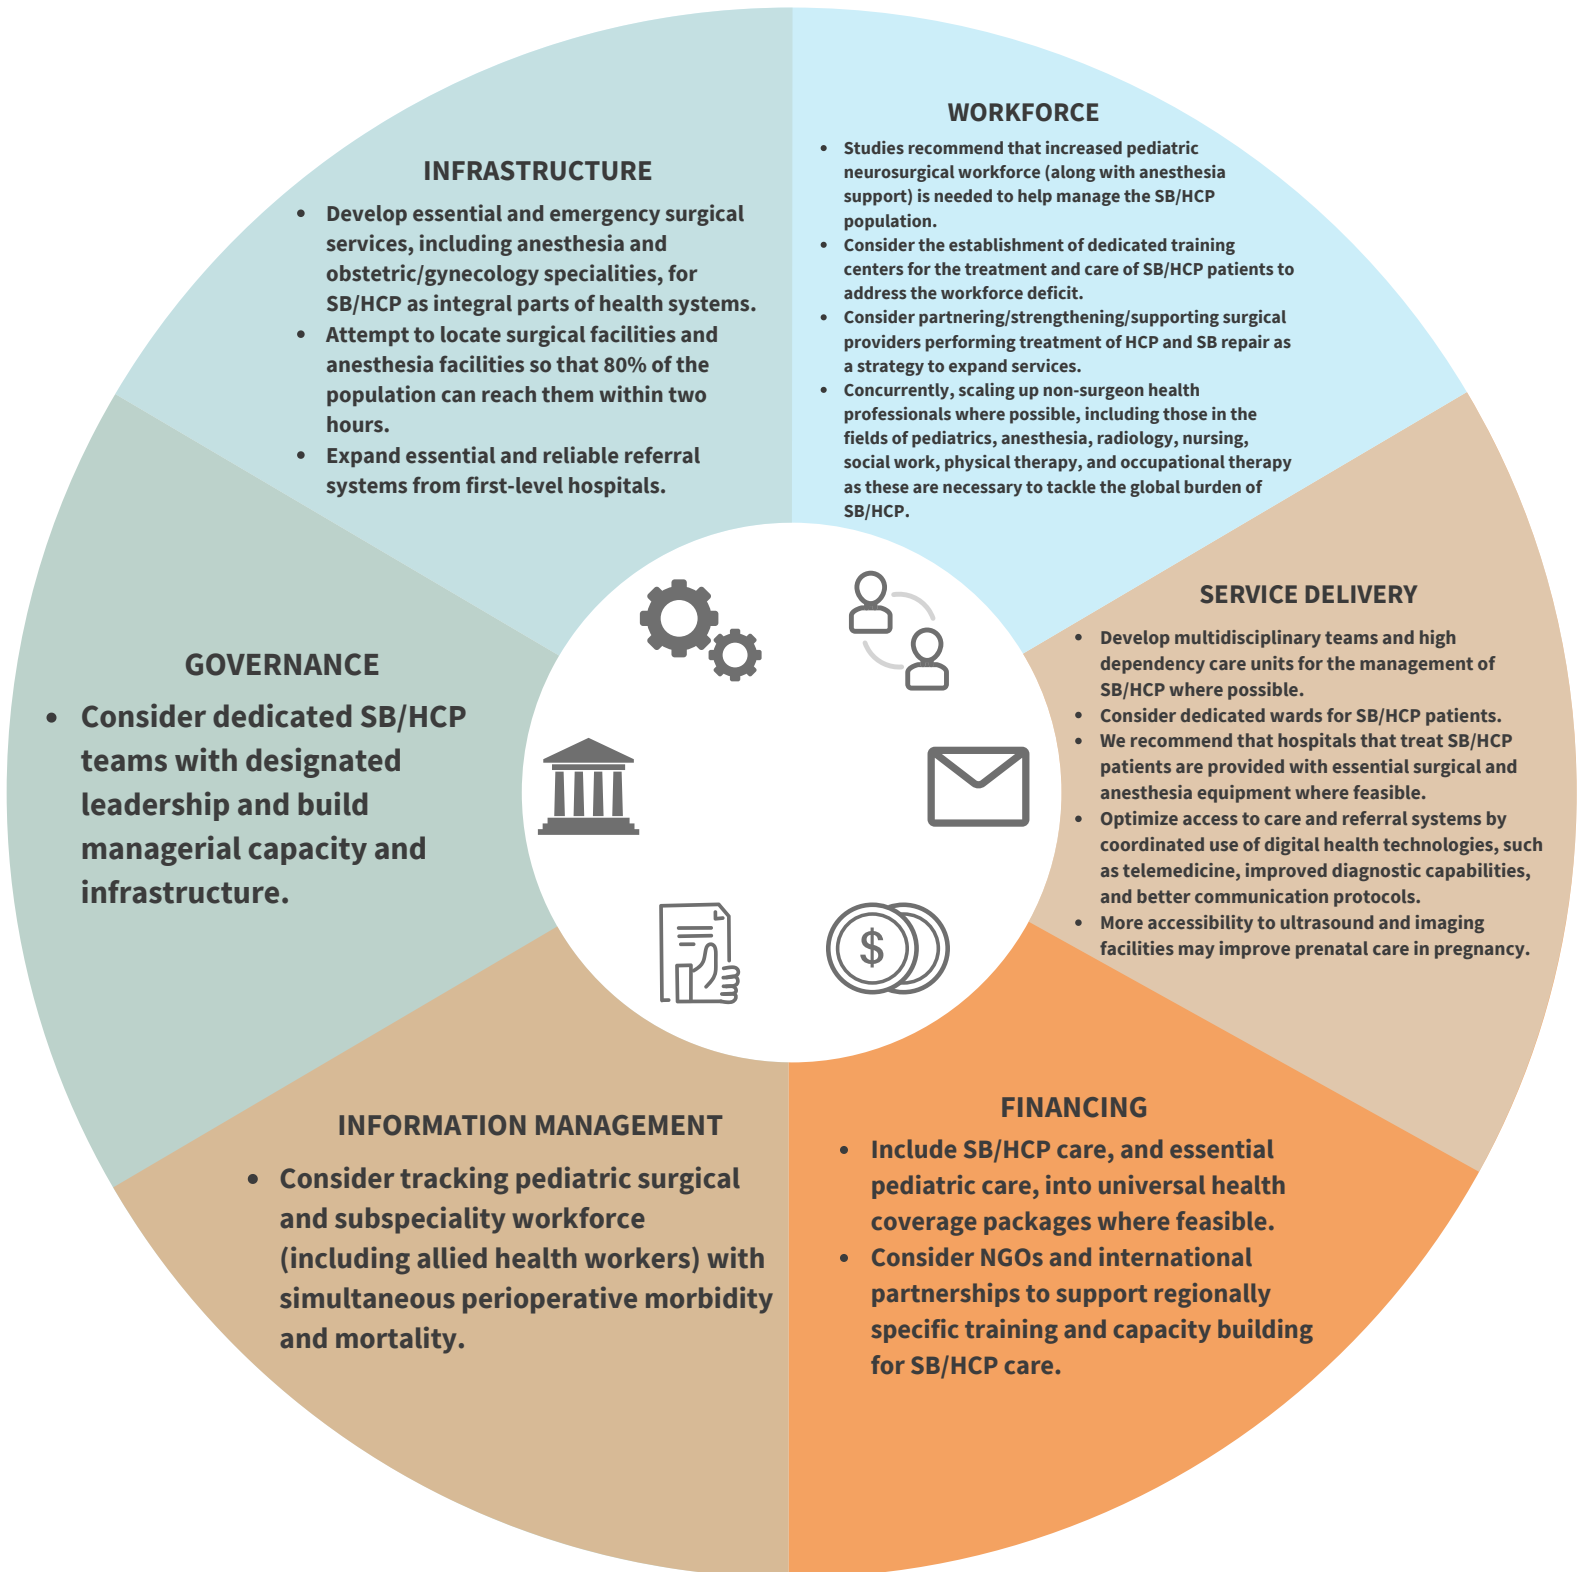 INFRASTRUCTURE
• Develop essential and emergency surgical
services, including anesthesia and
obstetric/gynecology specialities, for
SB/HCP as integral parts of health systems.
• Attempt to locate surgical facilities and
anesthesia facilities so that 80% of the
population can reach them within two
hours.
• Expand essential and reliable referral
systems from first-level hospitals.
WORKFORCE
• Studies recommend that increased pediatric
neurosurgical workforce (along with anesthesia
support) is needed to help manage the SB/HCP
population.
• Consider the establishment of dedicated training
centers for the treatment and care of SB/HCP patients to
address the workforce deficit.
• Consider partnering/strengthening/supporting surgical
providers performing treatment of HCP and SB repair as
a strategy to expand services.
• Concurrently, scaling up non-surgeon health
professionals where possible, including those in the
fields of pediatrics, anesthesia, radiology, nursing,
social work, physical therapy, and occupational therapy
as these are necessary to tackle the global burden of
SB/HCP.
SERVICE DELIVERY
• Develop multidisciplinary teams and high
dependency care units for the management of
SB/HCP where possible.
• Consider dedicated wards for SB/HCP patients.
• We recommend that hospitals that treat SB/HCP
patients are provided with essential surgical and
anesthesia equipment where feasible.
• Optimize access to care and referral systems by
coordinated use of digital health technologies, such
as telemedicine, improved diagnostic capabilities,
and better communication protocols.
• More accessibility to ultrasound and imaging
facilities may improve prenatal care in pregnancy.
GOVERNANCE
• Consider dedicated SB/HCP
teams with designated
leadership and build
managerial capacity and
infrastructure.
$
INFORMATION MANAGEMENT
• Consider tracking pediatric surgical
and subspeciality workforce
(including allied health workers) with
simultaneous perioperative morbidity
and mortality.
FINANCING
• Include SB/HCP care, and essential
pediatric care, into universal health
coverage packages where feasible.
• Consider NGOs and international
partnerships to support regionally
specific training and capacity building
for SB/HCP care.